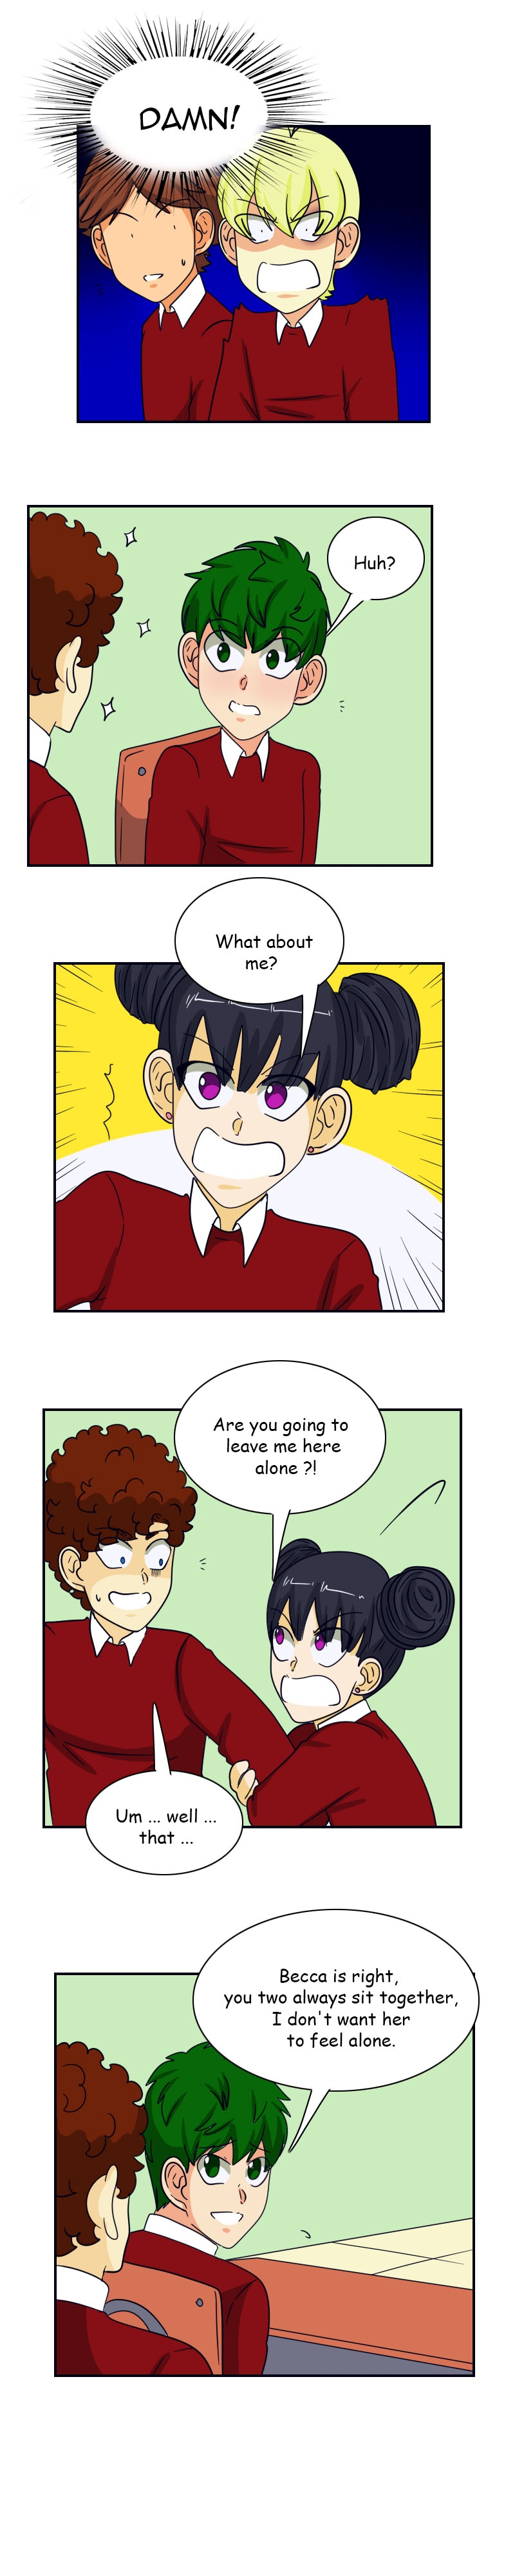 DAMN!
Huh?
What about
me?
Are you going to
leave me here
alone ?!
Um ... well ...
that ...
Becca is right,
you two always sit together,
I don't want her
to feel alone.